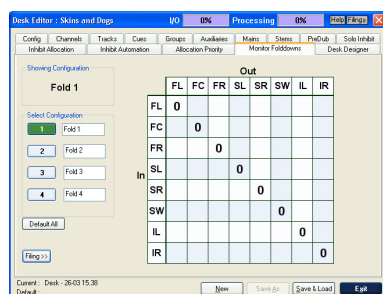 Desk Editor : Skins and Dogs I/O 0% Processing 0% Help Filings X
Config Channels Tracks Cues Groups Auxiliaries Mains Stems PreDub Solo Inhibit
Inhibit Allocation Inhibit Automation Allocation Priority Monitor Folddowns Desk Designer
Showing Configuration
Fold 1
Select Configuration
1 Fold 1
2 Fold 2
3 Fold 3
4 Fold 4
Default All
Filing >>
Out
FL FC FR SL SR SW IL IR
In
FL 0
FC 0
FR 0
SL 0
SR 0
SW 0
IL 0
IR 0
Current : Desk - 26-03 15.38
Default :
New Save As Save & Load Exit